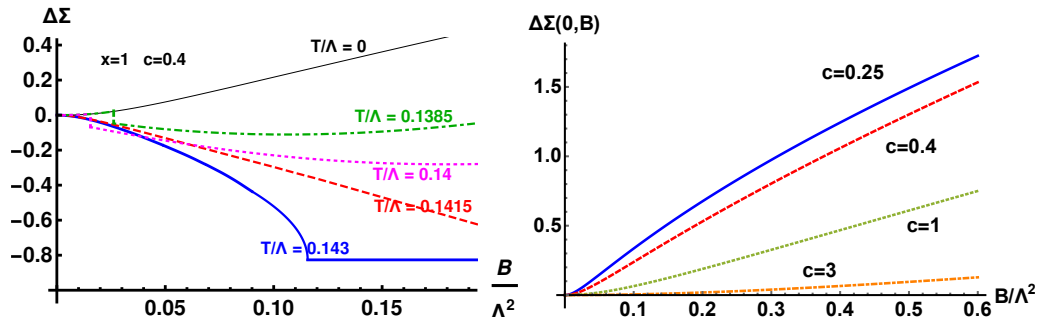 ΔΣ
0.4
0.2
0.
−0.2
−0.4
−0.6
−0.8
x=1 c=0.4
T/Λ = 0
T/Λ = 0.1385
T/Λ = 0.14
T/Λ = 0.1415
T/Λ = 0.143
0.05
0.10
0.15
B
Λ²
ΔΣ(0,B)
1.5
1.0
0.5
c=0.25
c=0.4
c=1
c=3
0.1
0.2
0.3
0.4
0.5
0.6
B/Λ²